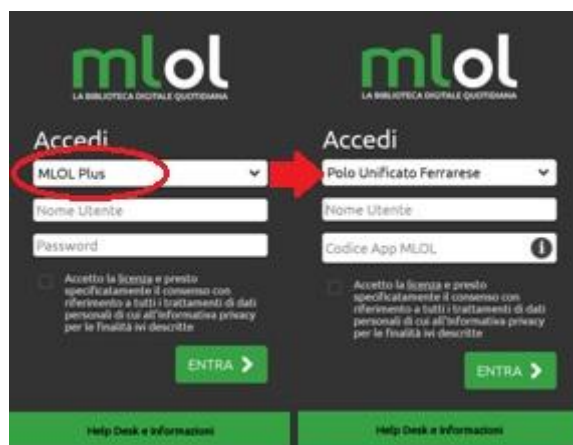 mlol
LA BIBLIOTECA DIGITALE QUOTIDIANA
Accedi
MLOL Plus
Nome Utente
Password
Accetto la licenza e presto
specificatamente il consenso con
riferimento a tutti i trattamenti di dati
personali di cui all'informativa privacy
per le finalità ivi descritte
ENTRA
Help Desk e Informazioni
mlol
LA BIBLIOTECA DIGITALE QUOTIDIANA
Accedi
Polo Unificato Ferrarese
Nome Utente
Codice App MLOL
Accetto la licenza e presto
specificatamente il consenso con
riferimento a tutti i trattamenti di dati
personali di cui all'informativa privacy
per le finalità ivi descritte
ENTRA
Help Desk e Informazioni